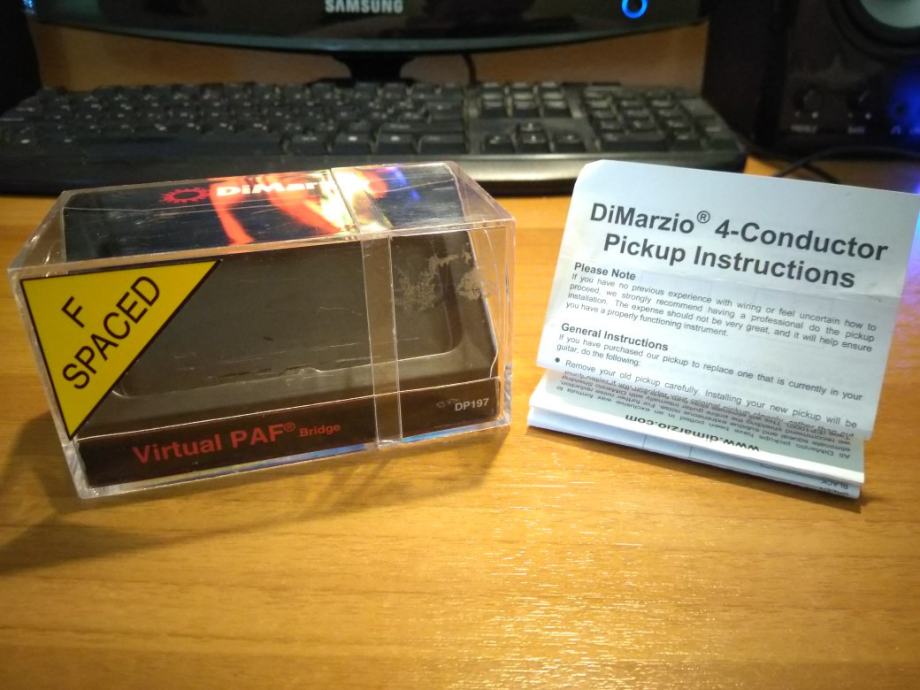 SAMSUNG
DiMar
F
SPACED
Virtual PAF® Bridge
DP197
DiMarzio® 4-Conductor
Pickup Instructions
Please Note
If you have no previous experience with wiring or feel uncertain how to
proceed, we strongly recommend having a professional do the pickup
installation. The expense should not be very great, and it will help ensure
you have a properly functioning instrument.
General Instructions
If you have purchased our pickup to replace one that is currently in your
guitar, do the following:
● Remove your old pickup carefully. Installing your new pickup will be
www.dimarzio.com
BLACK